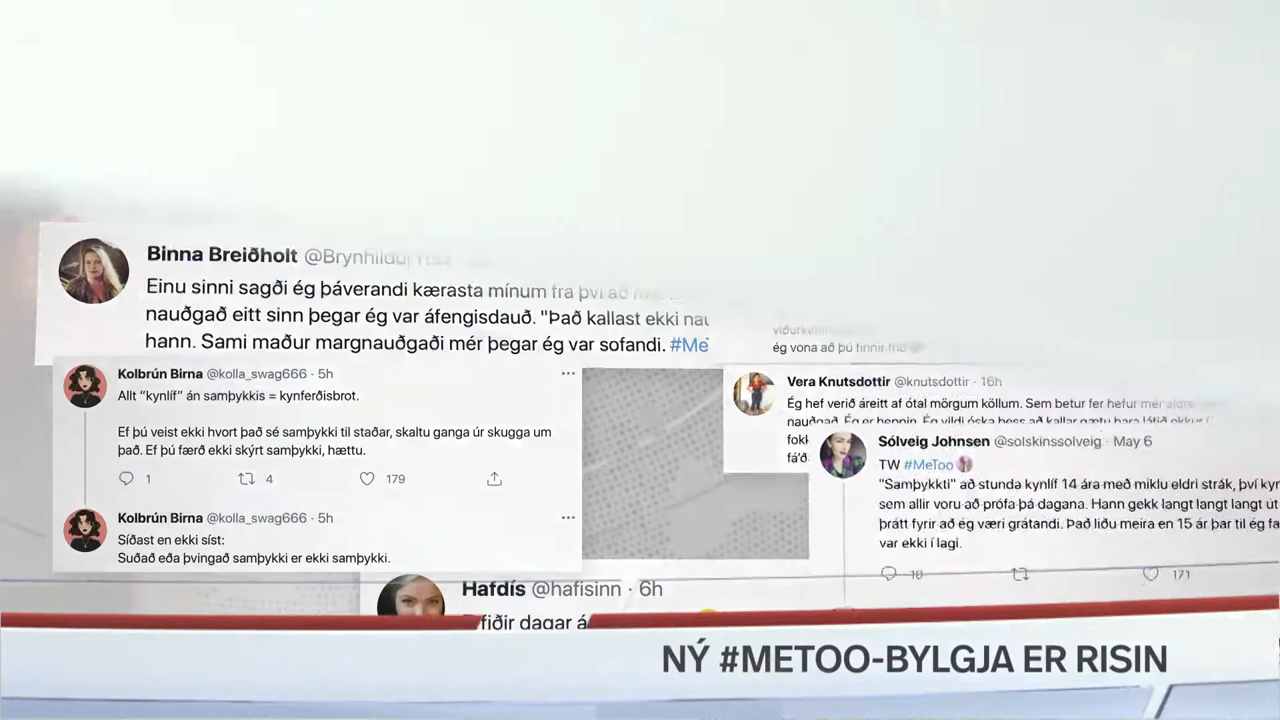 Binna Breiðholt
Einu sinni sagði ég þáverandi kærasta mínum fra því að
nauðgað eitt sinn þegar ég var áfengisdauð. "Það kallast ekki
hann. Sami maður margnauðgaði mér þegar ég var sofandi. #Me
Kolbrún Birna @kolla_swag666 · 5h
Allt “kynlíf” án samþykkis = kynferðisbrot.
Ef þú veist ekki hvort það sé samþykki til staðar, skaltu ganga úr skugga um
það. Ef þú færð ekki skýrt samþykki, hættu.
1 4 179
Kolbrún Birna @kolla_swag666 · 5h
Síðast en ekki síst:
Suðað eða þvingað samþykki er ekki samþykki.
Hafdís @hafisinn · 6h
fiðir dagar á
ég vona að þú finnir frið
Vera Knutsdottir @knutsdottir · 16h
Ég hef verið áreitt af ótal mörgum köllum. Sem betur fer hefur mér
nauðgað. Ég er heppin. Ég vildi óska þess að kallar gætu bara látið okkur
fokk
fá'ð
Sólveig Johnsen @solskinssolveig · May 6
TW #MeToo
"Samþykkti" að stunda kynlíf 14 ára með miklu eldri strák, því kyn
sem allir voru að prófa þá dagana. Hann gekk langt langt langt út
þrátt fyrir að ég væri grátandi. Það liðu meira en 15 ár þar til ég fa
var ekki í lagi.
10 171
NÝ #METOO-BYLGJA ER RISIN